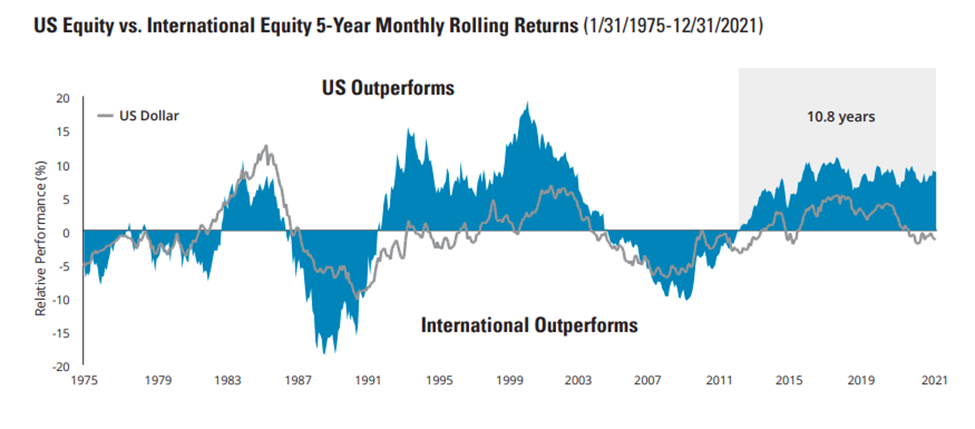 US Equity vs. International Equity 5-Year Monthly Rolling Returns (1/31/1975-12/31/2021)
US Outperforms
20
US Dollar
10.8 years
15
10
5
0
-5
-10
-15
-20
Relative Performance (%)
International Outperforms
1975 1979 1983 1987 1991 1995 1999 2003 2007 2011 2015 2019 2021